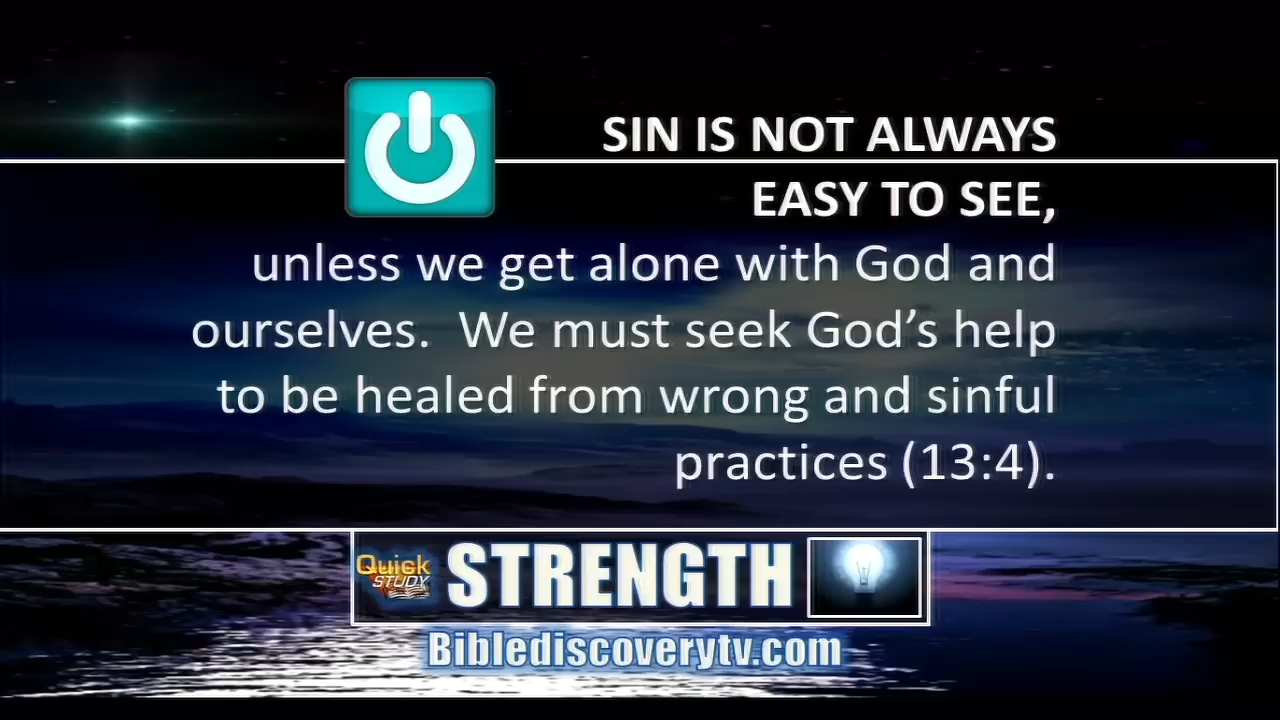 SIN IS NOT ALWAYS
EASY TO SEE,
unless we get alone with God and
ourselves.  We must seek God’s help
to be healed from wrong and sinful
practices (13:4).
Quick
STUDY
STRENGTH
Biblediscoverytv.com